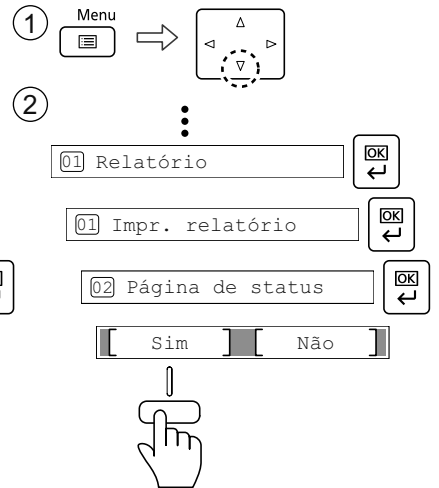 1 Menu
2
01 Relatório OK
01 Impr. relatório OK
02 Página de status OK
[ Sim ] [ Não ]